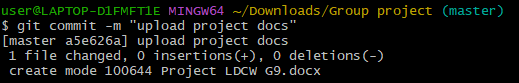 user@LAPTOP-D1FMFT1E MINGW64 ~/Downloads/Group project (master)
$ git commit -m "upload project docs"
[master a5e626a] upload project docs
 1 file changed, 0 insertions(+), 0 deletions(-)
 create mode 100644 Project LDCW G9.docx